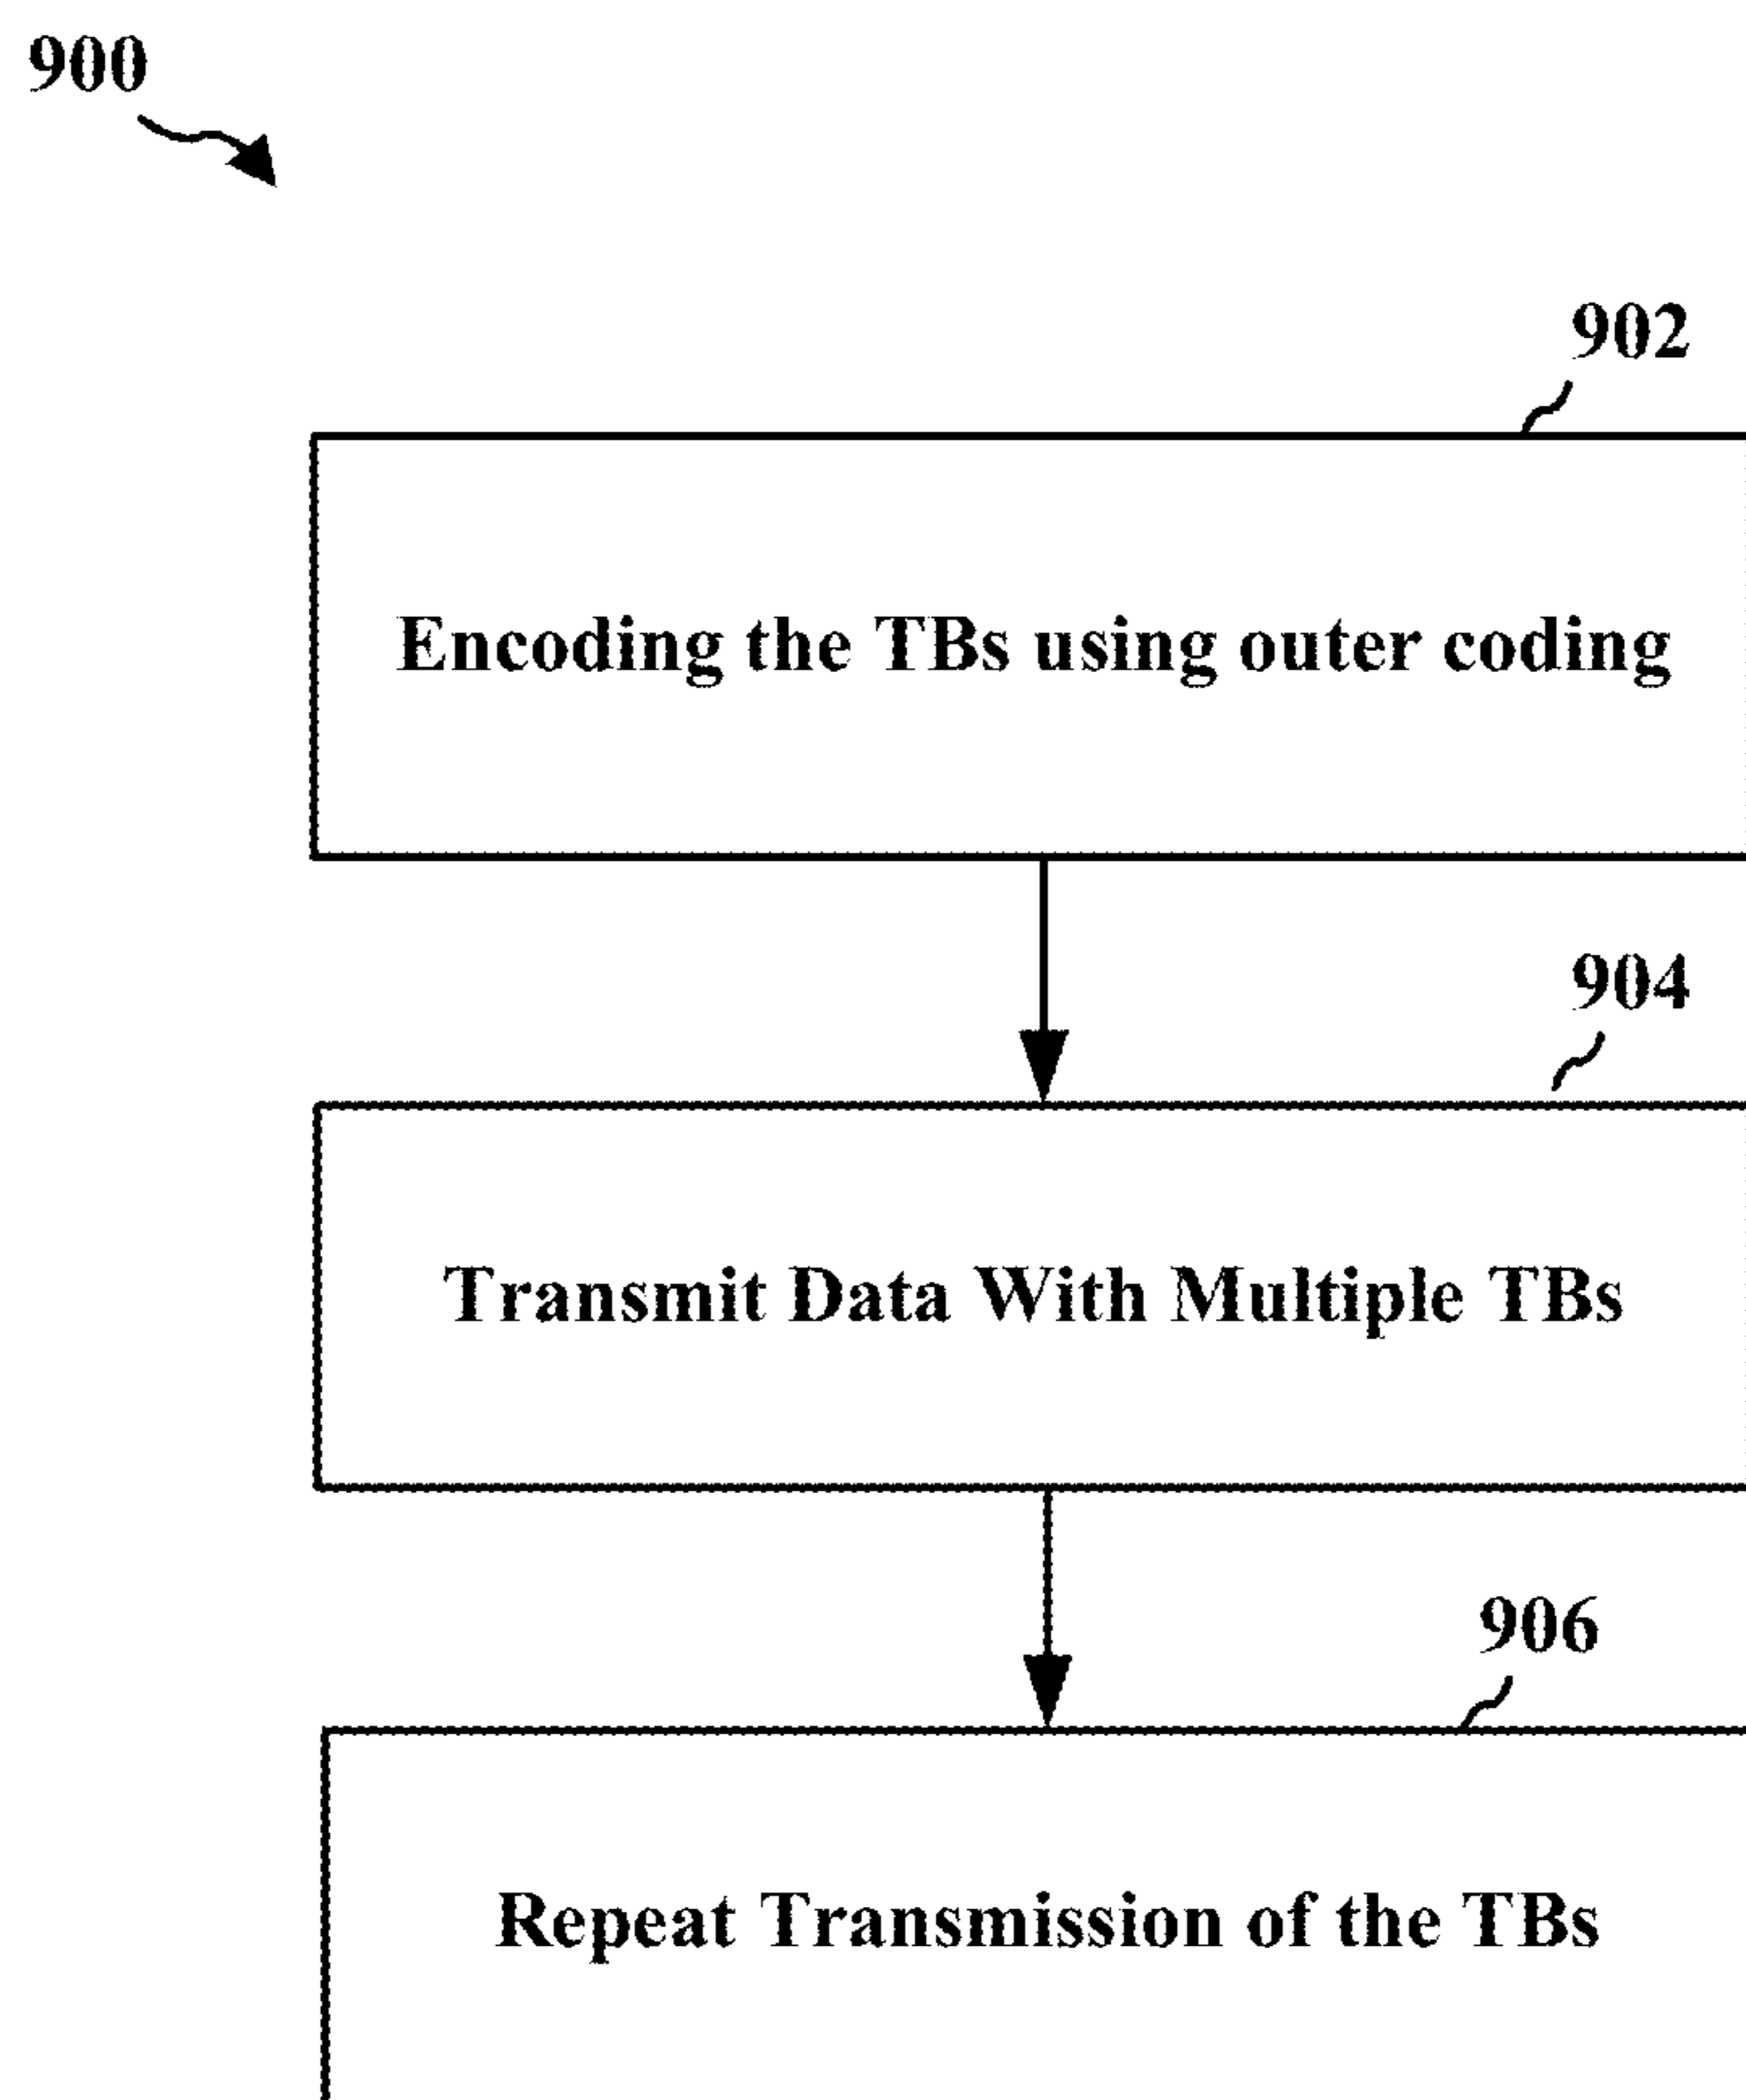 900
902
Encoding the TBs using outer coding
904
Transmit Data With Multiple TBs
906
Repeat Transmission of the TBs